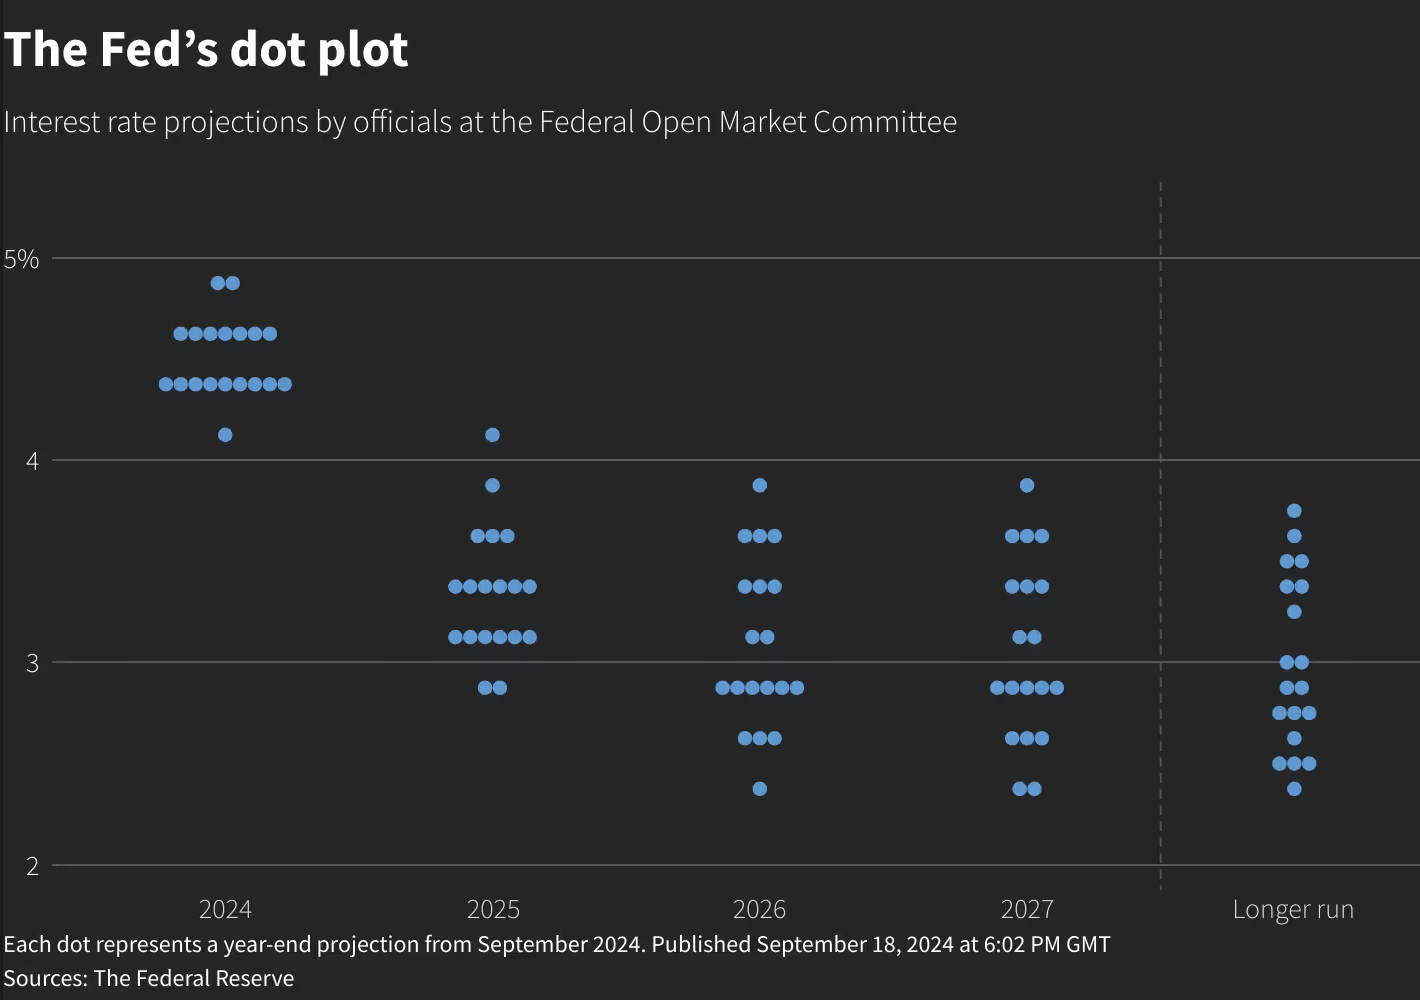 The Fed’s dot plot
Interest rate projections by officials at the Federal Open Market Committee
5%
4
3
2
2024 2025 2026 2027 Longer run
Each dot represents a year-end projection from September 2024. Published September 18, 2024 at 6:02 PM GMT
Sources: The Federal Reserve